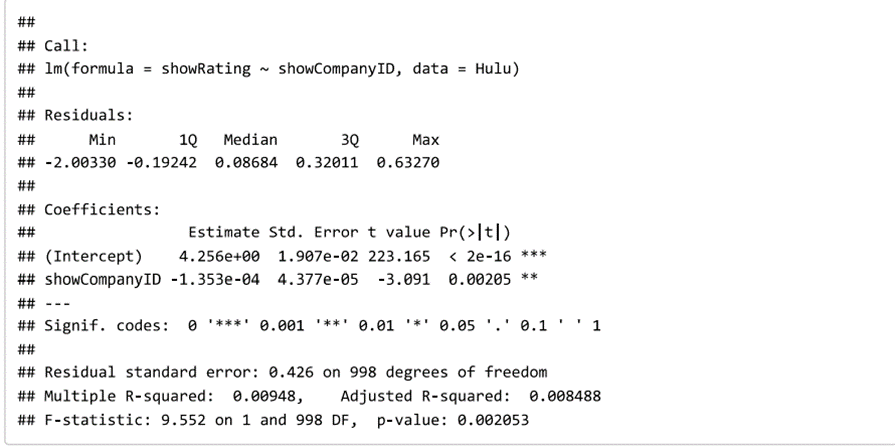 ##
## Call:
## lm(formula = showRating ~ showCompanyID, data = Hulu)
##
## Residuals:
##      Min       1Q   Median       3Q      Max
## -2.00330 -0.19242  0.08684  0.32011  0.63270
##
## Coefficients:
##                 Estimate Std. Error t value Pr(>|t|)
## (Intercept)    4.256e+00  1.907e-02 223.165  < 2e-16 ***
## showCompanyID -1.353e-04  4.377e-05  -3.091  0.00205 **
## ---
## Signif. codes:  0 '***' 0.001 '**' 0.01 '*' 0.05 '.' 0.1 ' ' 1
##
## Residual standard error: 0.426 on 998 degrees of freedom
## Multiple R-squared:  0.00948,    Adjusted R-squared:  0.008488
## F-statistic: 9.552 on 1 and 998 DF,  p-value: 0.002053